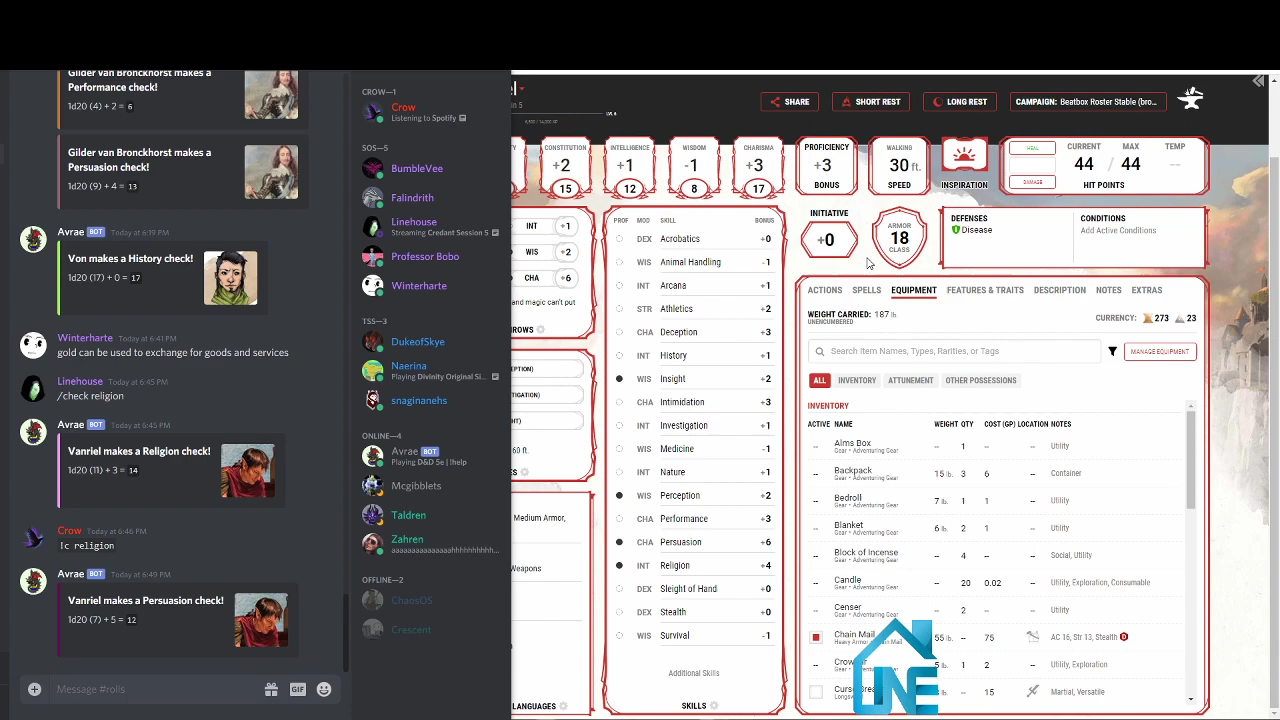 Gilder van Bronckhorst makes a
Performance check!
1d20 (4) + 2 = 6
Gilder van Bronckhorst makes a
Persuasion check!
1d20 (9) + 4 = 13
Avrae BOT Today at 6:19 PM
Von makes a History check!
1d20 (17) + 0 = 17
Winterharte Today at 6:41 PM
gold can be used to exchange for goods and services
Linehouse Today at 6:45 PM
/check religion
Avrae BOT Today at 6:45 PM
Vanriel makes a Religion check!
1d20 (11) + 3 = 14
Crow Today at 6:46 PM
!c religion
Avrae BOT Today at 6:49 PM
Vanriel makes a Persuasion check!
1d20 (7) + 5 = 12
Message #rolls
GIF
CROW—1
Crow
Listening to Spotify
SOS—5
BumbleVee
Falindrith
Linehouse
Streaming Credant Session 5
Professor Bobo
Winterharte
TSS—3
DukeofSkye
Naerina
Playing Divinity Original Si...
snaginanehs
ONLINE—4
Avrae BOT
Playing D&D 5e | !help
Mcgibblets
Taldren
Zahren
aaaaaaaaaaaaahhhhhhhhhh...
OFFLINE—2
ChaosOS
Crescent
SHARE
SHORT REST
LONG REST
CAMPAIGN: Beatbox Roster Stable (bro...
CONSTITUTION
+2
15
INTELLIGENCE
+1
12
WISDOM
-1
8
CHARISMA
+3
17
PROFICIENCY
+3
BONUS
WALKING
30 ft.
SPEED
INSPIRATION
HEAL
DAMAGE
CURRENT MAX TEMP
44 / 44 --
HIT POINTS
INT +1
WIS +2
CHA +6
and magic can't put
60 ft.
Medium Armor,
Weapons
LANGUAGES
PROF MOD SKILL BONUS
DEX Acrobatics +0
WIS Animal Handling -1
INT Arcana +1
STR Athletics +2
CHA Deception +3
INT History +1
WIS Insight +2
CHA Intimidation +3
INT Investigation +1
WIS Medicine -1
INT Nature +1
WIS Perception +2
CHA Performance +3
CHA Persuasion +6
INT Religion +4
DEX Sleight of Hand +0
DEX Stealth +0
WIS Survival -1
Additional Skills
SKILLS
INITIATIVE
+0
ARMOR
18
CLASS
DEFENSES
Disease
CONDITIONS
Add Active Conditions
ACTIONS SPELLS EQUIPMENT FEATURES & TRAITS DESCRIPTION NOTES EXTRAS
WEIGHT CARRIED: 187 lb.
UNENCUMBERED
CURRENCY: 273 23
Search Item Names, Types, Rarities, or Tags
MANAGE EQUIPMENT
ALL INVENTORY ATTUNEMENT OTHER POSSESSIONS
INVENTORY
ACTIVE NAME WEIGHT QTY COST (GP) LOCATION NOTES
-- Alms Box -- 1 Utility
Gear • Adventuring Gear
-- Backpack 15 lb. 3 6 Container
Gear • Adventuring Gear
-- Bedroll 7 lb. 1 1 Utility
Gear • Adventuring Gear
-- Blanket 6 lb. 2 1 Utility
Gear • Adventuring Gear
-- Block of Incense -- 4 Social, Utility
Gear • Adventuring Gear
-- Candle -- 20 0.02 Utility, Exploration, Consumable
Gear • Adventuring Gear
-- Censer -- 2 Utility
Gear • Adventuring Gear
Chain Mail 55 lb. -- 75 AC 16, Str 13, Stealth
1 2 Utility, Exploration
-- 15 Martial, Versatile